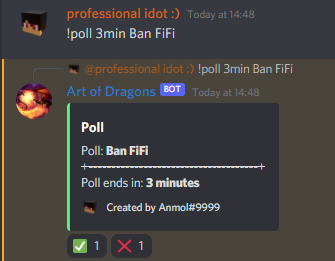 professional idot :) Today at 14:48
!poll 3min Ban FiFi
@professional idot :) !poll 3min Ban FiFi
Art of Dragons BOT Today at 14:48
Poll
Poll: Ban FiFi
+-----------------------------------+
Poll ends in: 3 minutes
Created by Anmol#9999
1 1